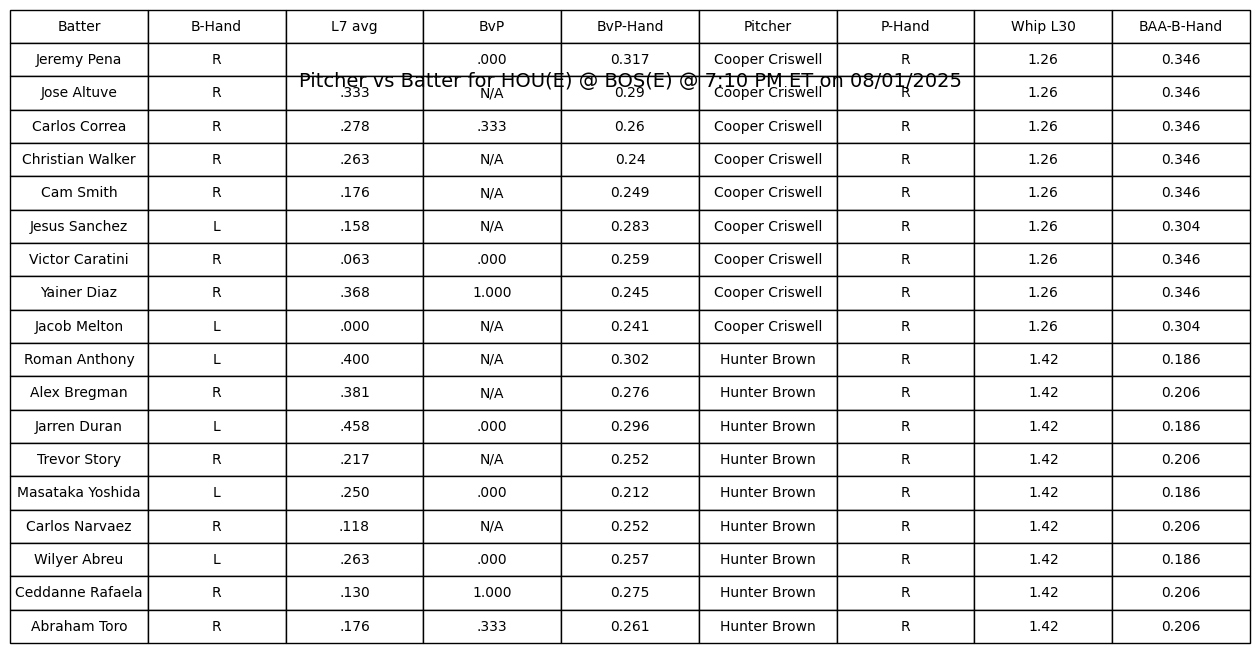 Batter B-Hand L7 avg BvP BvP-Hand Pitcher P-Hand Whip L30 BAA-B-Hand
Jeremy Pena R .000 0.317 Cooper Criswell R 1.26 0.346
Pitcher vs Batter for HOU(E) @ BOS(E) @ 7:10 PM ET on 08/01/2025
Jose Altuve R .333 N/A 0.29 Cooper Criswell R 1.26 0.346
Carlos Correa R .278 .333 0.26 Cooper Criswell R 1.26 0.346
Christian Walker R .263 N/A 0.24 Cooper Criswell R 1.26 0.346
Cam Smith R .176 N/A 0.249 Cooper Criswell R 1.26 0.346
Jesus Sanchez L .158 N/A 0.283 Cooper Criswell R 1.26 0.304
Victor Caratini R .063 .000 0.259 Cooper Criswell R 1.26 0.346
Yainer Diaz R .368 1.000 0.245 Cooper Criswell R 1.26 0.346
Jacob Melton L .000 N/A 0.241 Cooper Criswell R 1.26 0.304
Roman Anthony L .400 N/A 0.302 Hunter Brown R 1.42 0.186
Alex Bregman R .381 N/A 0.276 Hunter Brown R 1.42 0.206
Jarren Duran L .458 .000 0.296 Hunter Brown R 1.42 0.186
Trevor Story R .217 N/A 0.252 Hunter Brown R 1.42 0.206
Masataka Yoshida L .250 .000 0.212 Hunter Brown R 1.42 0.186
Carlos Narvaez R .118 N/A 0.252 Hunter Brown R 1.42 0.206
Wilyer Abreu L .263 .000 0.257 Hunter Brown R 1.42 0.186
Ceddanne Rafaela R .130 1.000 0.275 Hunter Brown R 1.42 0.206
Abraham Toro R .176 .333 0.261 Hunter Brown R 1.42 0.206